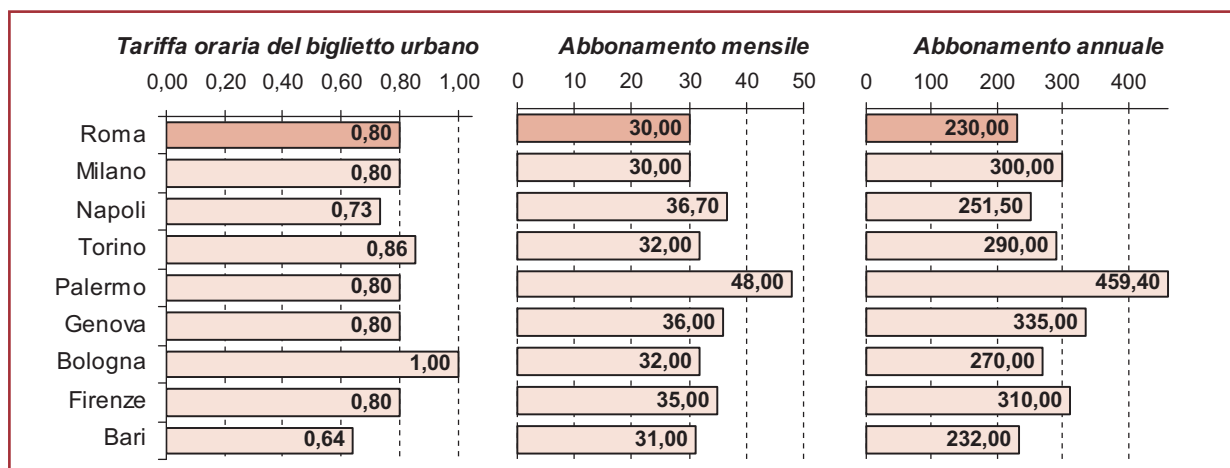 Tariffa oraria del biglietto urbano Abbonamento mensile Abbonamento annuale
0,00 0,20 0,40 0,60 0,80 1,00 0 10 20 30 40 50 0 100 200 300 400
Roma 0,80 30,00 230,00
Milano 0,80 30,00 300,00
Napoli 0,73 36,70 251,50
Torino 0,86 32,00 290,00
Palermo 0,80 48,00 459,40
Genova 0,80 36,00 335,00
Bologna 1,00 32,00 270,00
Firenze 0,80 35,00 310,00
Bari 0,64 31,00 232,00